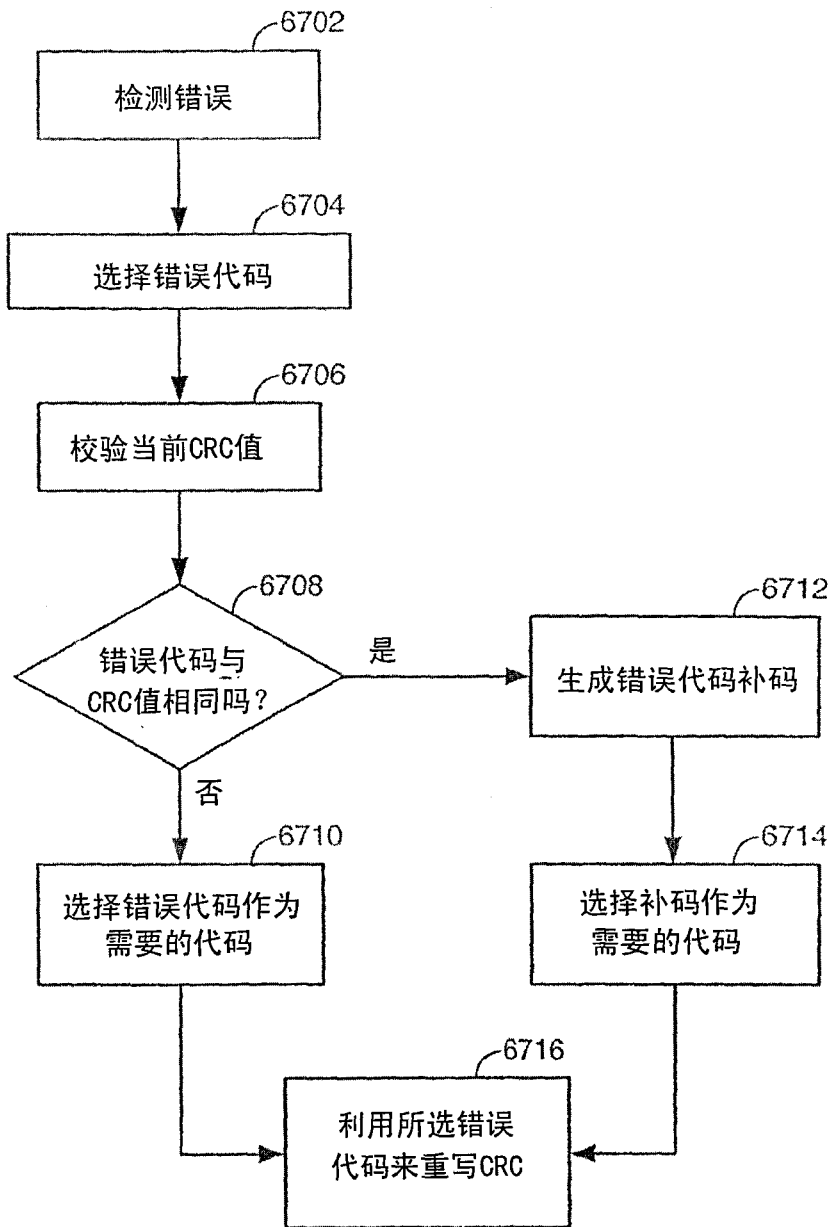 6702
检测错误
6704
选择错误代码
6706
校验当前CRC值
6708
错误代码与
CRC值相同吗?
是
否
6712
生成错误代码补码
6710
选择错误代码作为
需要的代码
6714
选择补码作为
需要的代码
6716
利用所选错误
代码来重写CRC